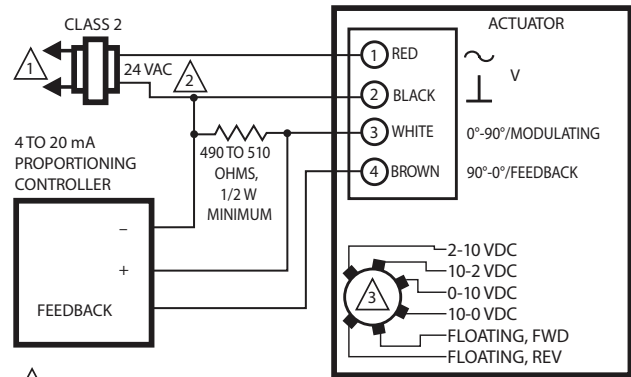 CLASS 2
ACTUATOR
1
24 VAC
2
1 RED
V
2 BLACK
3 WHITE 0°-90°/MODULATING
4 BROWN 90°-0°/FEEDBACK
490 TO 510
OHMS,
1/2 W
MINIMUM
4 TO 20 mA
PROPORTIONING
CONTROLLER
–
+
FEEDBACK
3
2-10 VDC
10-2 VDC
0-10 VDC
10-0 VDC
FLOATING, FWD
FLOATING, REV